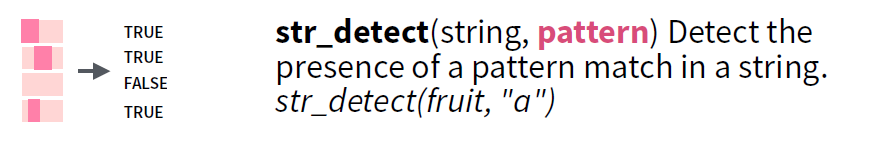 TRUE
TRUE
FALSE
TRUE
str_detect(string, pattern) Detect the
presence of a pattern match in a string.
str_detect(fruit, "a")